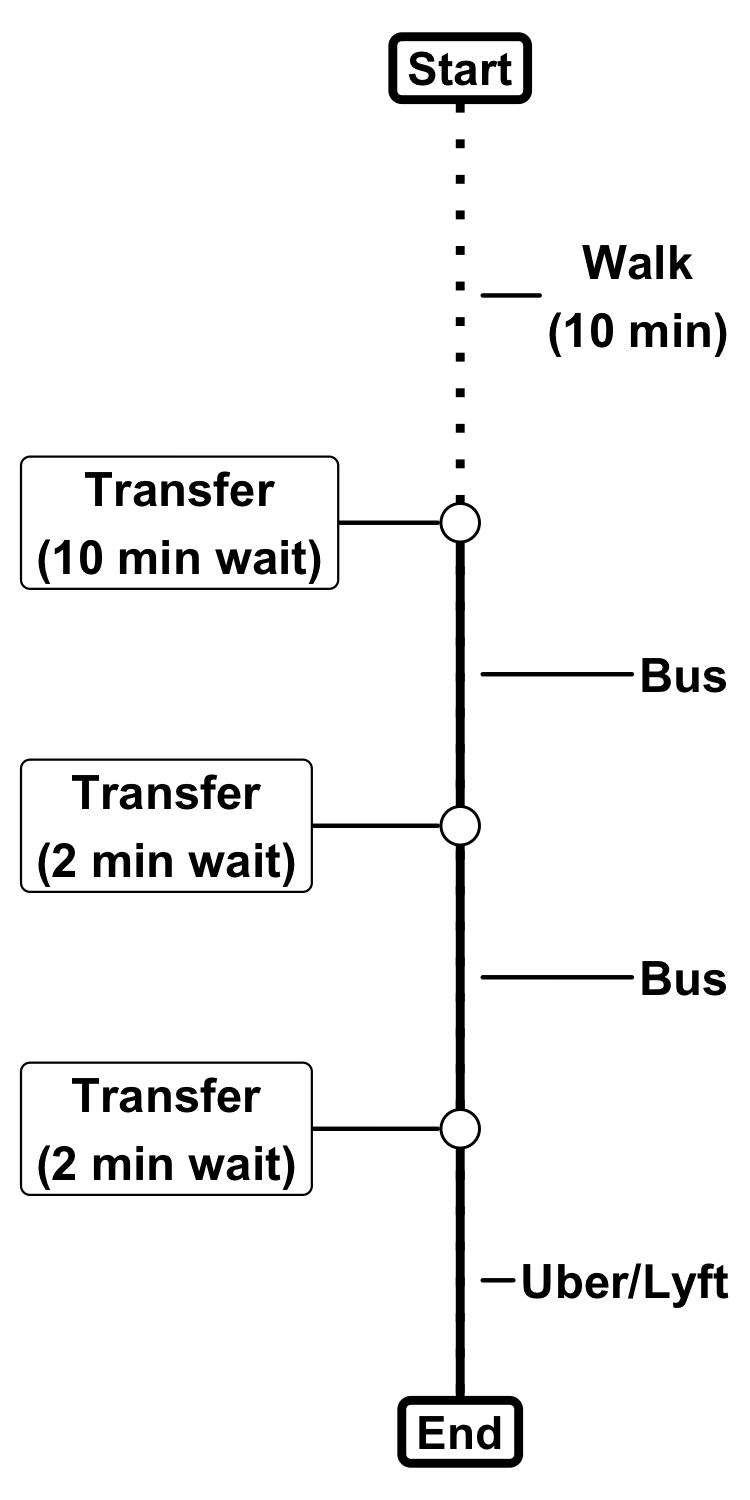 Start
Walk
(10 min)
Transfer
(10 min wait)
Bus
Transfer
(2 min wait)
Bus
Transfer
(2 min wait)
Uber/Lyft
End